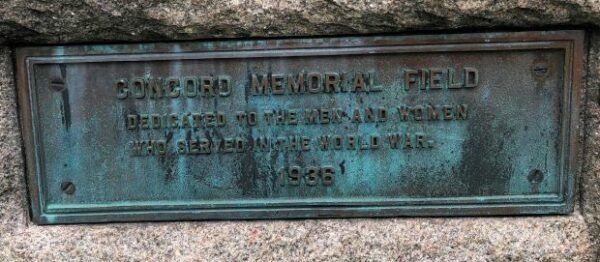 CONCORD MEMORIAL FIELD
DEDICATED TO THE MEN AND WOMEN
WHO SERVED IN THE WORLD WAR.
1936